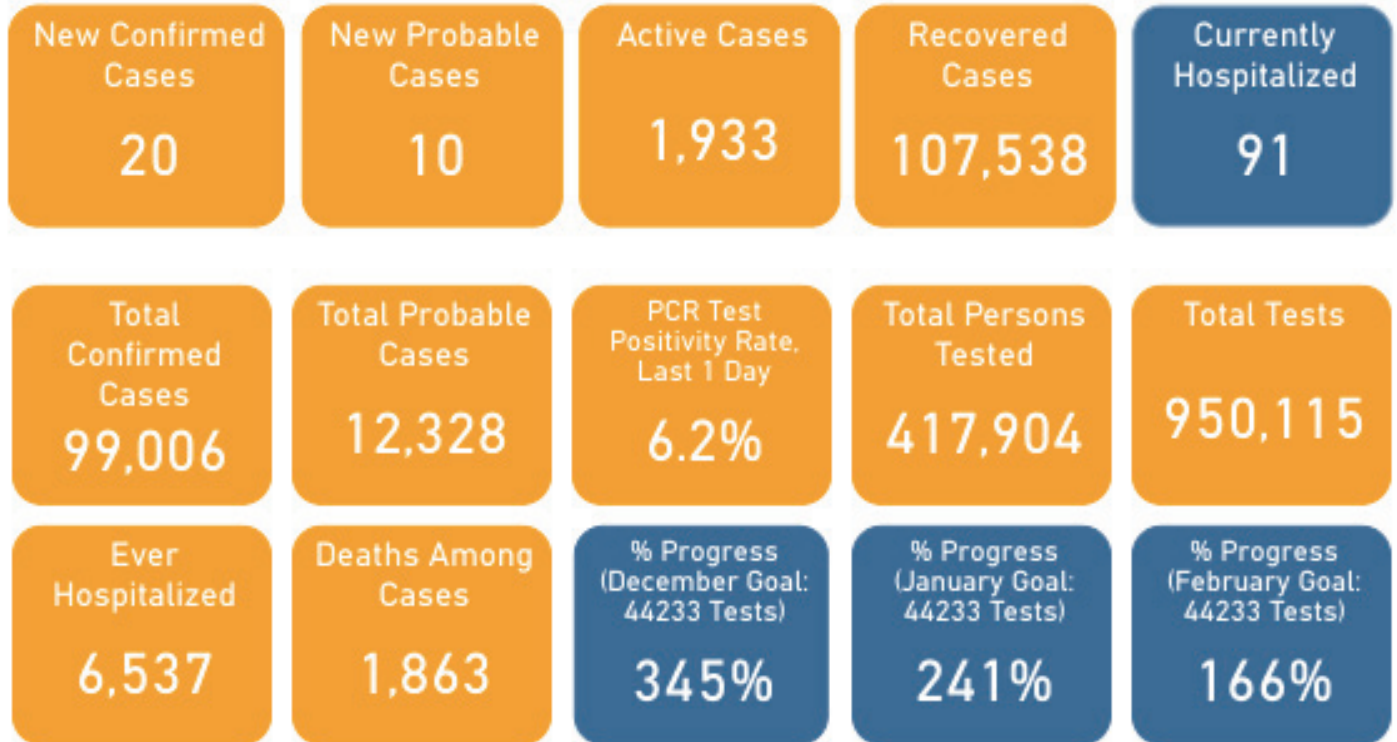 New Confirmed
Cases
20
New Probable
Cases
10
Active Cases
1,933
Recovered
Cases
107,538
Currently
Hospitalized
91
Total
Confirmed
Cases
99,006
Total Probable
Cases
12,328
PCR Test
Positivity Rate,
Last 1 Day
6.2%
Total Persons
Tested
417,904
Total Tests
950,115
Ever
Hospitalized
6,537
Deaths Among
Cases
1,863
% Progress
(December Goal:
44233 Tests)
345%
% Progress
(January Goal:
44233 Tests)
241%
% Progress
(February Goal:
44233 Tests)
166%